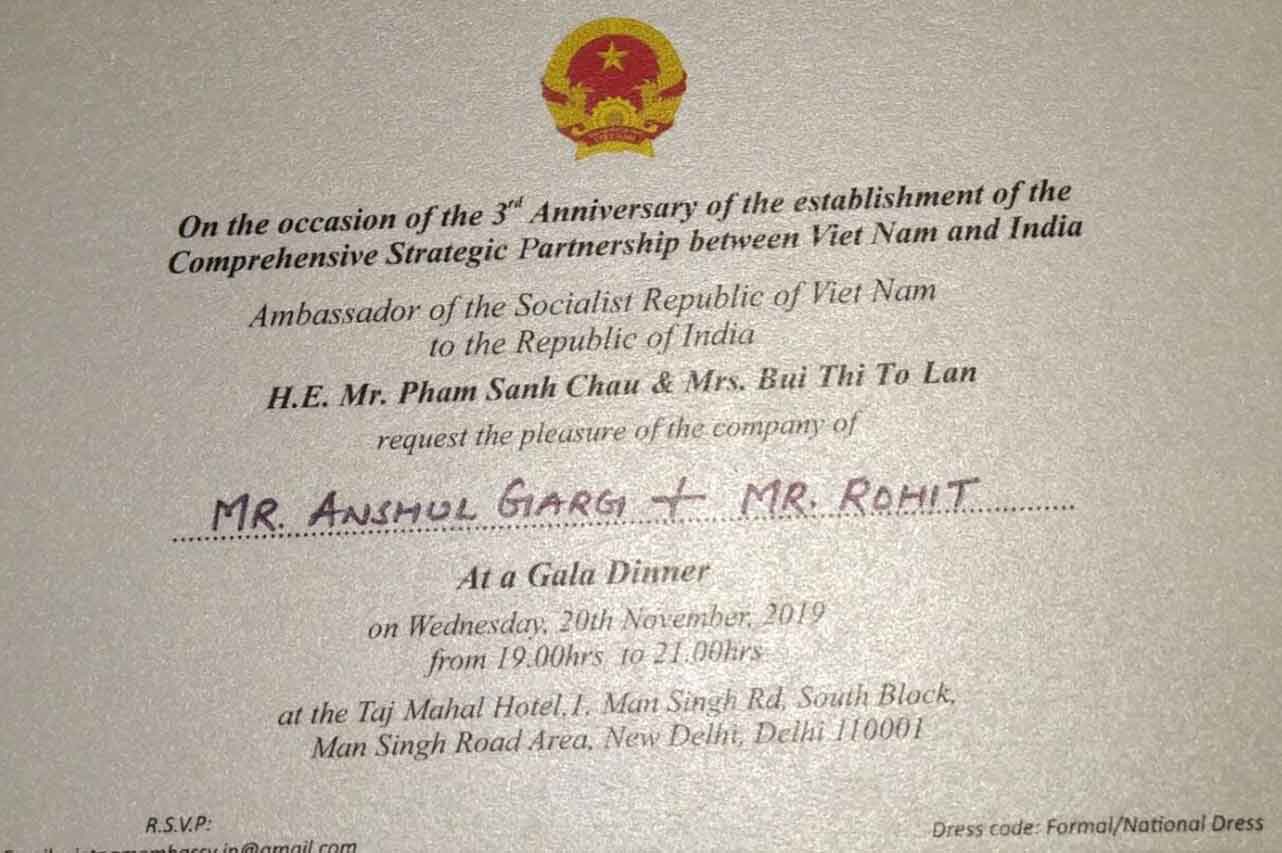 VIET NAM
On the occasion of the 3rd Anniversary of the establishment of the
Comprehensive Strategic Partnership between Viet Nam and India
Ambassador of the Socialist Republic of Viet Nam
to the Republic of India
H.E. Mr. Pham Sanh Chau & Mrs. Bui Thi To Lan
request the pleasure of the company of
MR. ANSHUL GARG + MR. ROHIT
At a Gala Dinner
on Wednesday, 20th November, 2019
from 19.00hrs to 21.00hrs
at the Taj Mahal Hotel,1, Man Singh Rd, South Block,
Man Singh Road Area, New Delhi, Delhi 110001
R.S.V.P:
Dress code: Formal/National Dress